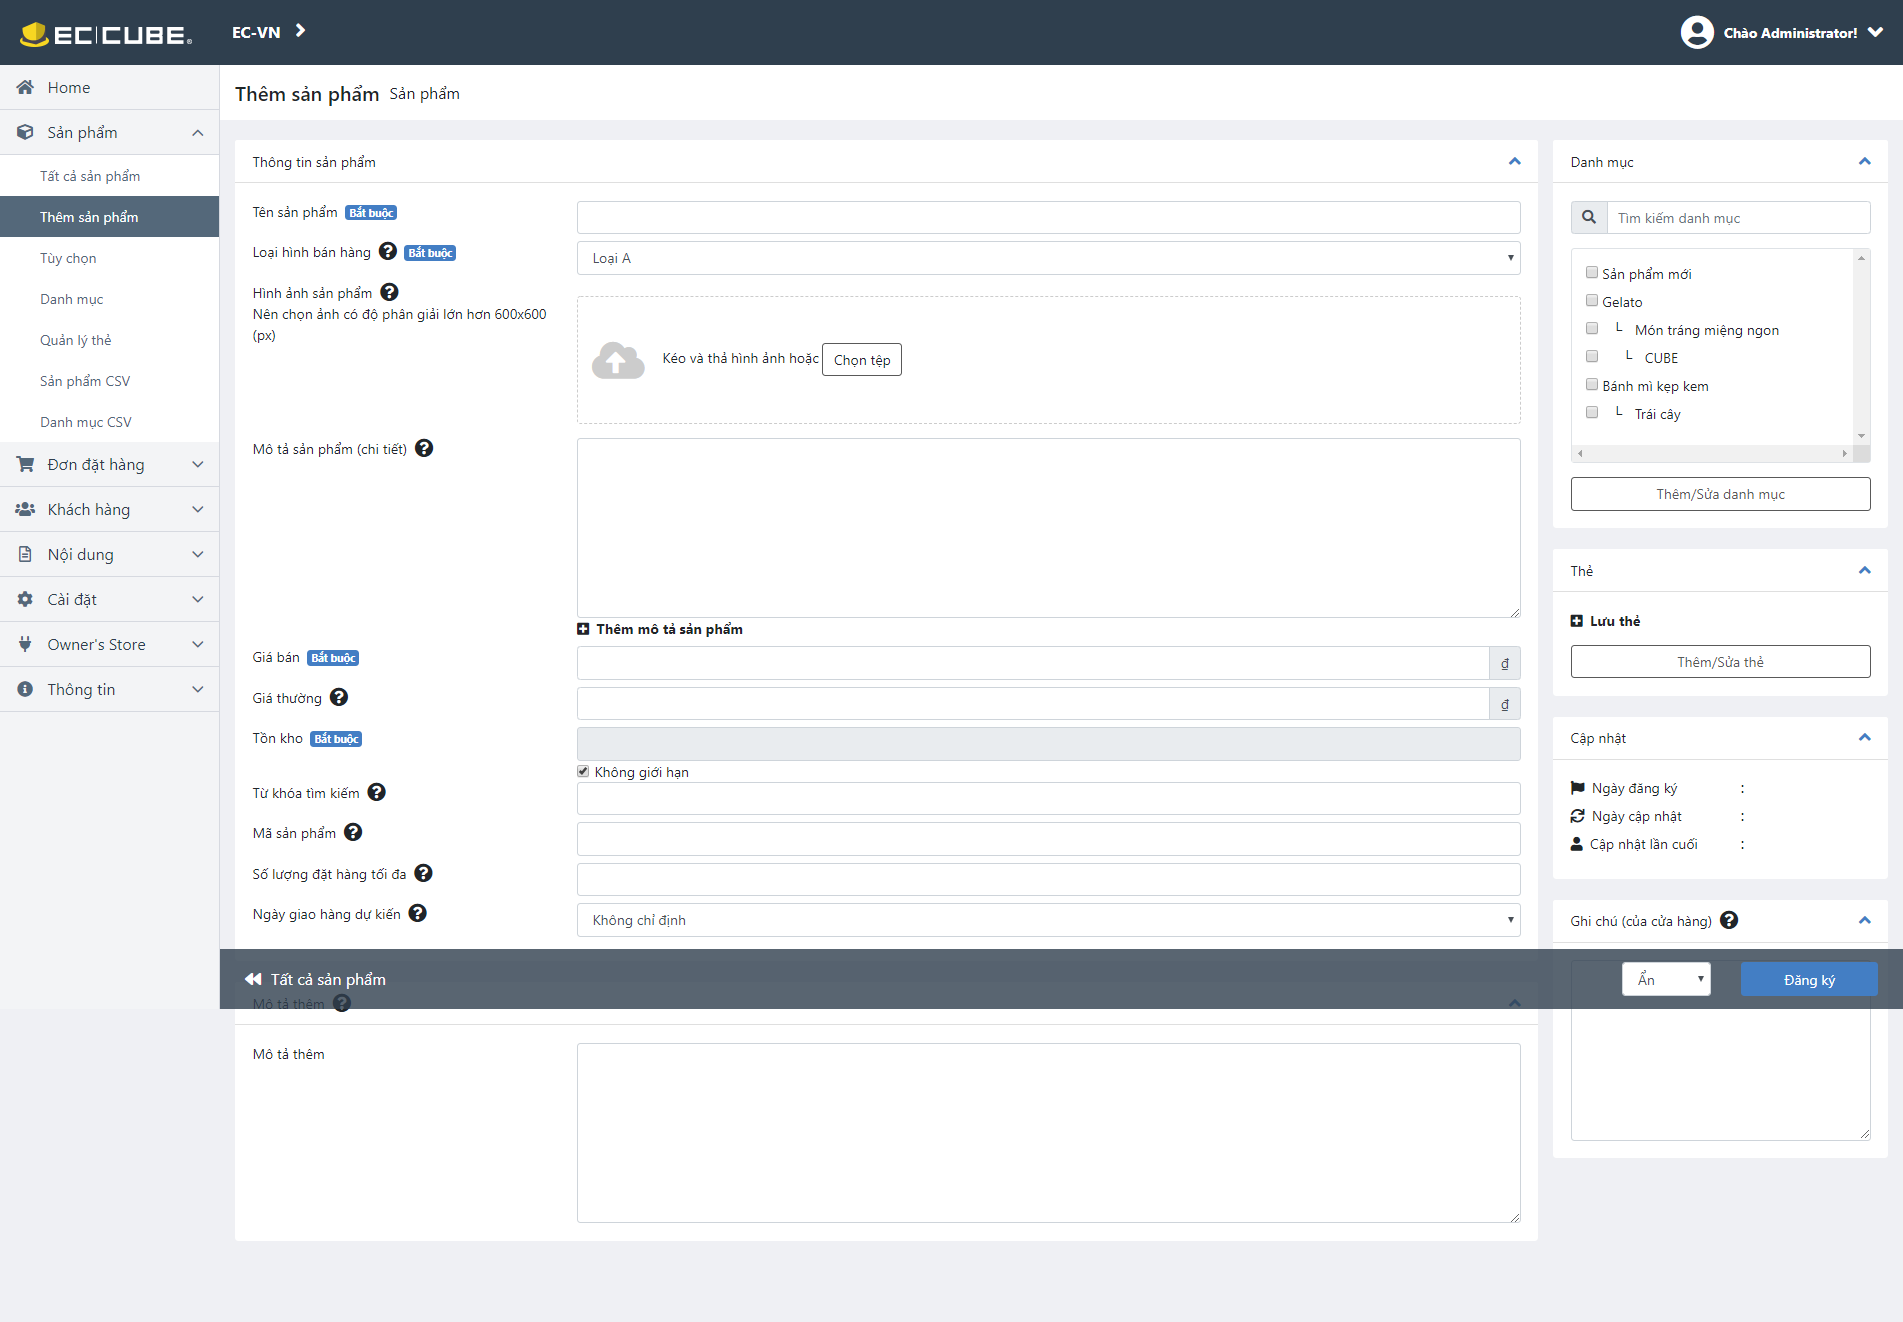 EC CUBE®
EC-VN
Chào Administrator!
Home
Sản phẩm
Tất cả sản phẩm
Thêm sản phẩm
Tùy chọn
Danh mục
Quản lý thẻ
Sản phẩm CSV
Danh mục CSV
Đơn đặt hàng
Khách hàng
Nội dung
Cài đặt
Owner's Store
Thông tin
Thêm sản phẩm Sản phẩm
Thông tin sản phẩm
Tên sản phẩm Bắt buộc
Loại hình bán hàng ? Bắt buộc
Loại A
Hình ảnh sản phẩm ?
Nên chọn ảnh có độ phân giải lớn hơn 600x600
(px)
Kéo và thả hình ảnh hoặc Chọn tệp
Mô tả sản phẩm (chi tiết) ?
Thêm mô tả sản phẩm
Giá bán Bắt buộc
₫
Giá thường ?
₫
Tồn kho Bắt buộc
Không giới hạn
Từ khóa tìm kiếm ?
Mã sản phẩm ?
Số lượng đặt hàng tối đa ?
Ngày giao hàng dự kiến ?
Không chỉ định
Tất cả sản phẩm
Ẩn
Đăng ký
Mô tả thêm ?
Mô tả thêm
Danh mục
Tìm kiếm danh mục
Sản phẩm mới
Gelato
└ Món tráng miệng ngon
└ CUBE
Bánh mì kẹp kem
└ Trái cây
Thêm/Sửa danh mục
Thẻ
Lưu thẻ
Thêm/Sửa thẻ
Cập nhật
Ngày đăng ký :
Ngày cập nhật :
Cập nhật lần cuối :
Ghi chú (của cửa hàng) ?